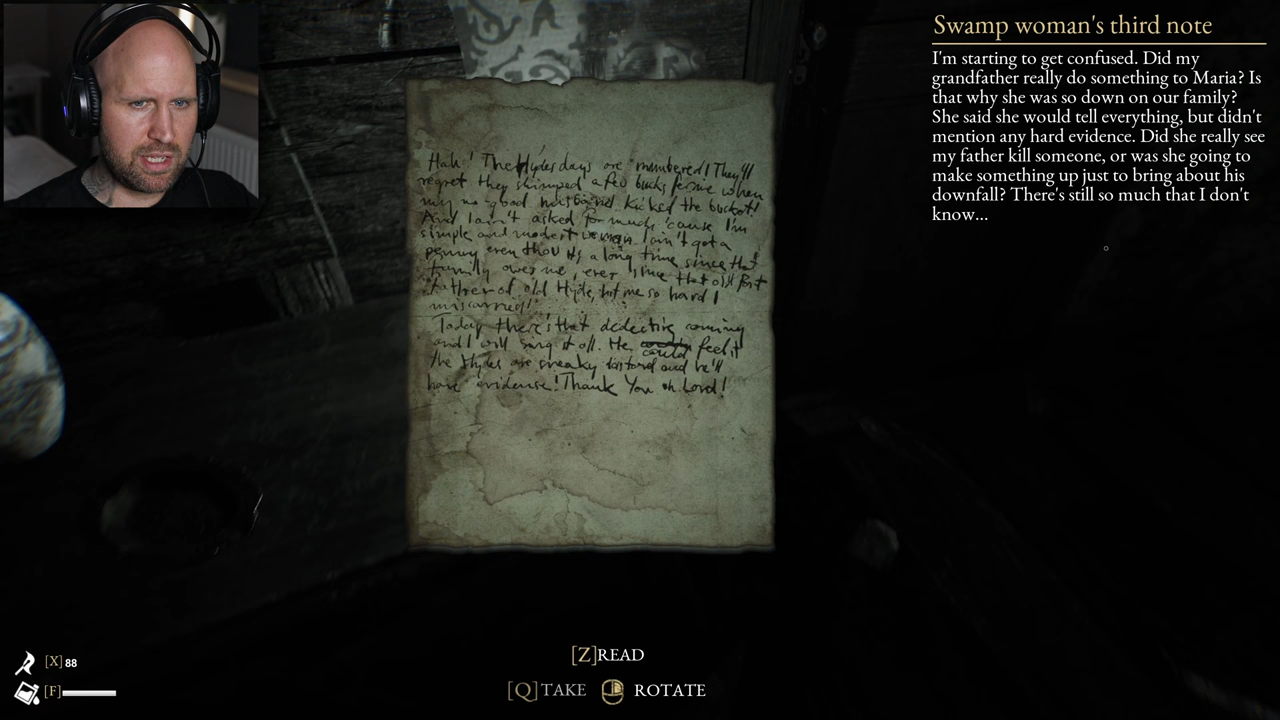 Swamp woman's third note
I'm starting to get confused. Did my
grandfather really do something to Maria? Is
that why she was so down on our family?
She said she would tell everything, but didn't
mention any hard evidence. Did she really see
my father kill someone, or was she going to
make something up just to bring about his
downfall? There's still so much that I don't
know...
Hah! The Hydes days are numbered! They'll
regret they skimped a few bucks for me when
my no-good husband kicked the bucket!
And I ain't asked for much 'cause I'm
simple and modest woman. I ain't got a
penny even thou it's a long time since that
family owes me, ever since that old fart
father of old Hyde, hit me so hard I
miscarried!
Today there's that detective coming
and I will sing it all. He could feel it
the Hydes are sneaky bastard and he'll
have evidense! Thank You oh Lord!
[X] 88
[F]
[Z]READ
[Q]TAKE ROTATE